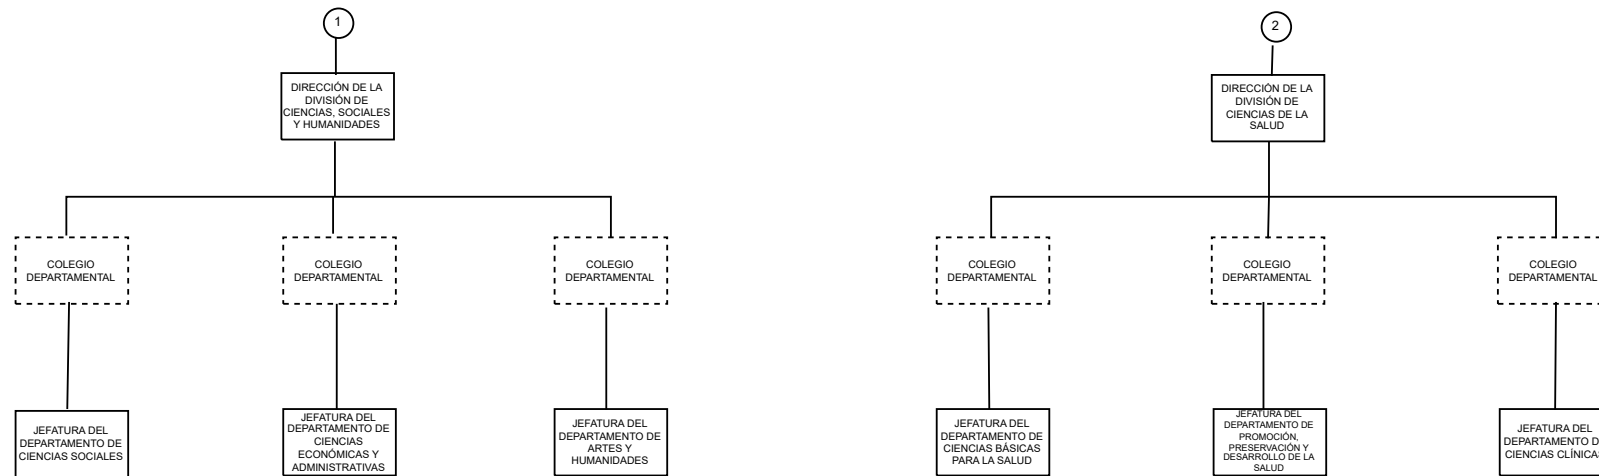 1
DIRECCIÓN DE LA
DIVISIÓN DE
CIENCIAS, SOCIALES
Y HUMANIDADES
COLEGIO
DEPARTAMENTAL
COLEGIO
DEPARTAMENTAL
COLEGIO
DEPARTAMENTAL
JEFATURA DEL
DEPARTAMENTO DE
CIENCIAS SOCIALES
JEFATURA DEL
DEPARTAMENTO DE
CIENCIAS
ECONÓMICAS Y
ADMINISTRATIVAS
JEFATURA DEL
DEPARTAMENTO DE
ARTES Y
HUMANIDADES
2
DIRECCIÓN DE LA
DIVISIÓN DE
CIENCIAS DE LA
SALUD
COLEGIO
DEPARTAMENTAL
COLEGIO
DEPARTAMENTAL
COLEGIO
DEPARTAMENTAL
JEFATURA DEL
DEPARTAMENTO DE
CIENCIAS BÁSICAS
PARA LA SALUD
JEFATURA DEL
DEPARTAMENTO DE
PROMOCIÓN,
PRESERVACIÓN Y
DESARROLLO DE LA
SALUD
JEFATURA DEL
DEPARTAMENTO D
CIENCIAS CLÍNICAS